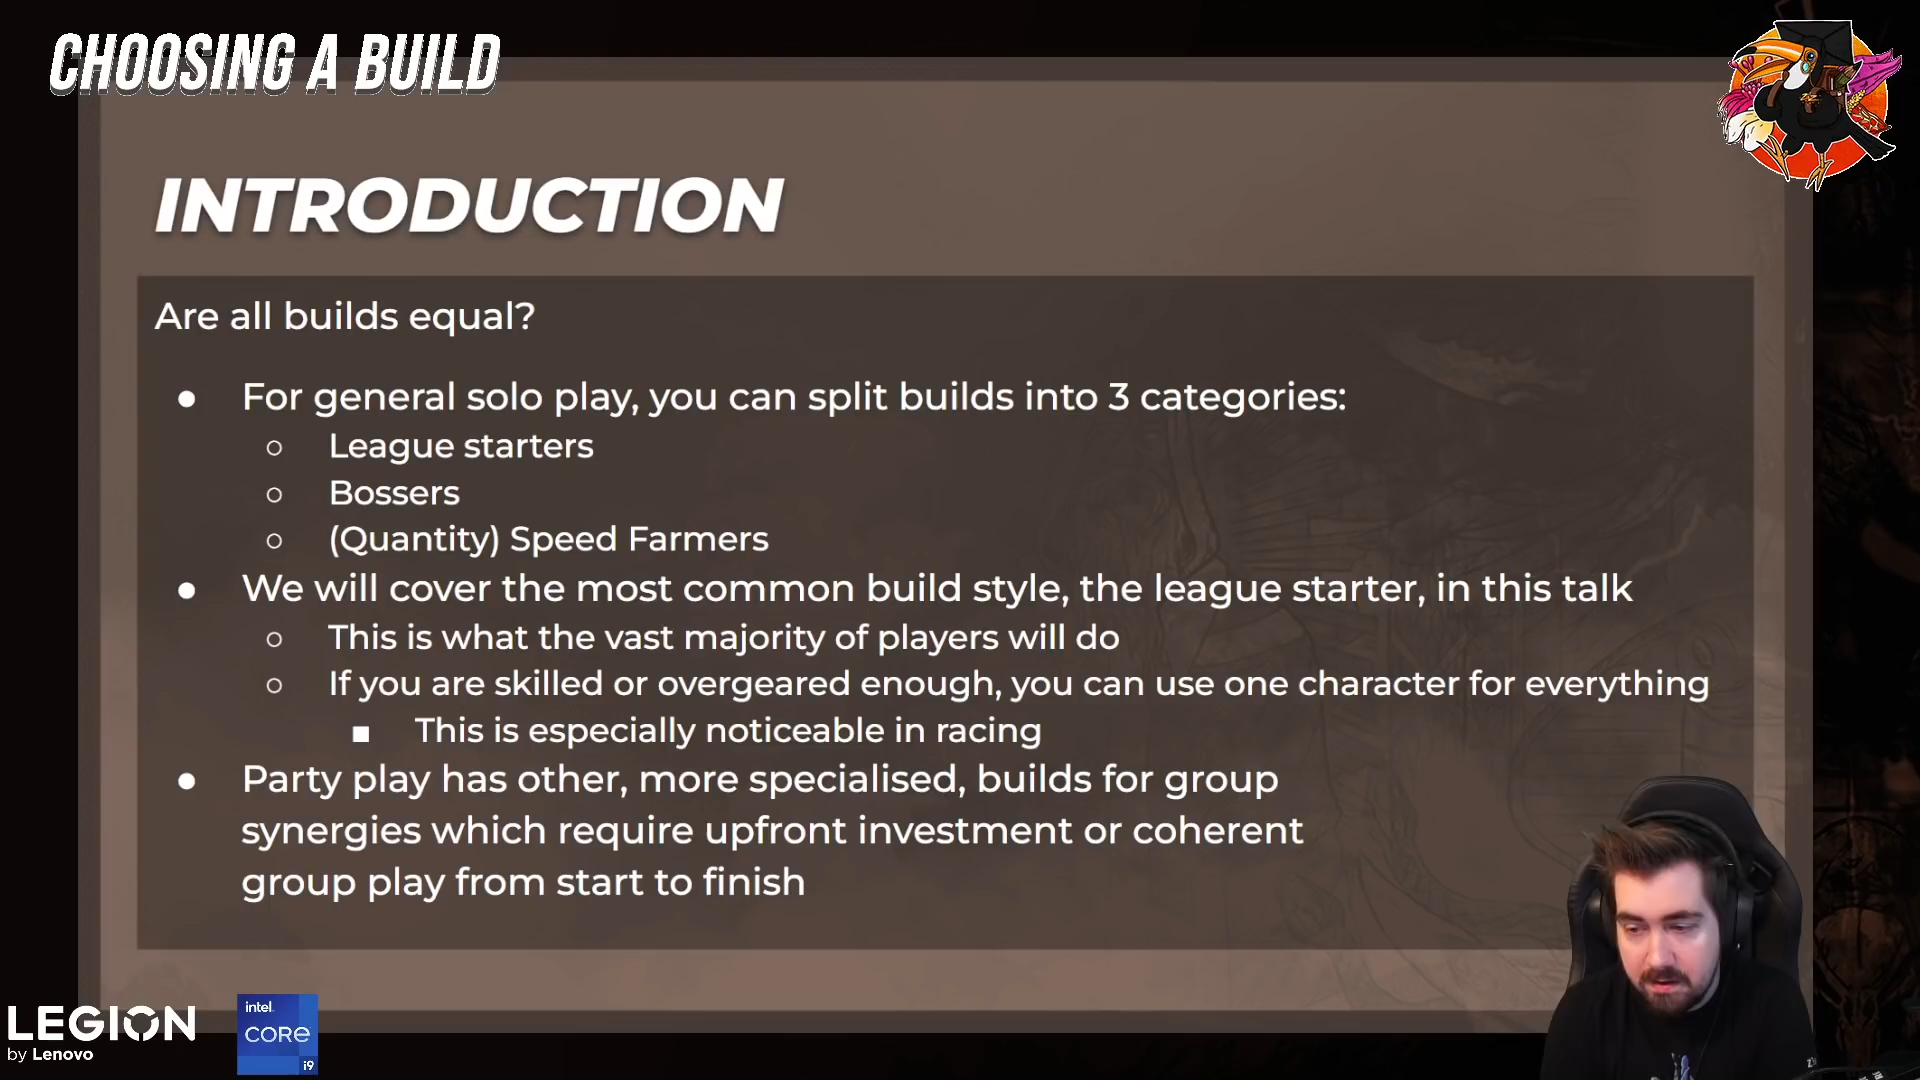 CHOOSING A BUILD
INTRODUCTION
Are all builds equal?
● For general solo play, you can split builds into 3 categories:
○ League starters
○ Bossers
○ (Quantity) Speed Farmers
● We will cover the most common build style, the league starter, in this talk
○ This is what the vast majority of players will do
○ If you are skilled or overgeared enough, you can use one character for everything
■ This is especially noticeable in racing
● Party play has other, more specialised, builds for group
synergies which require upfront investment or coherent
group play from start to finish
LEGION
by Lenovo
intel.
CORE
i9